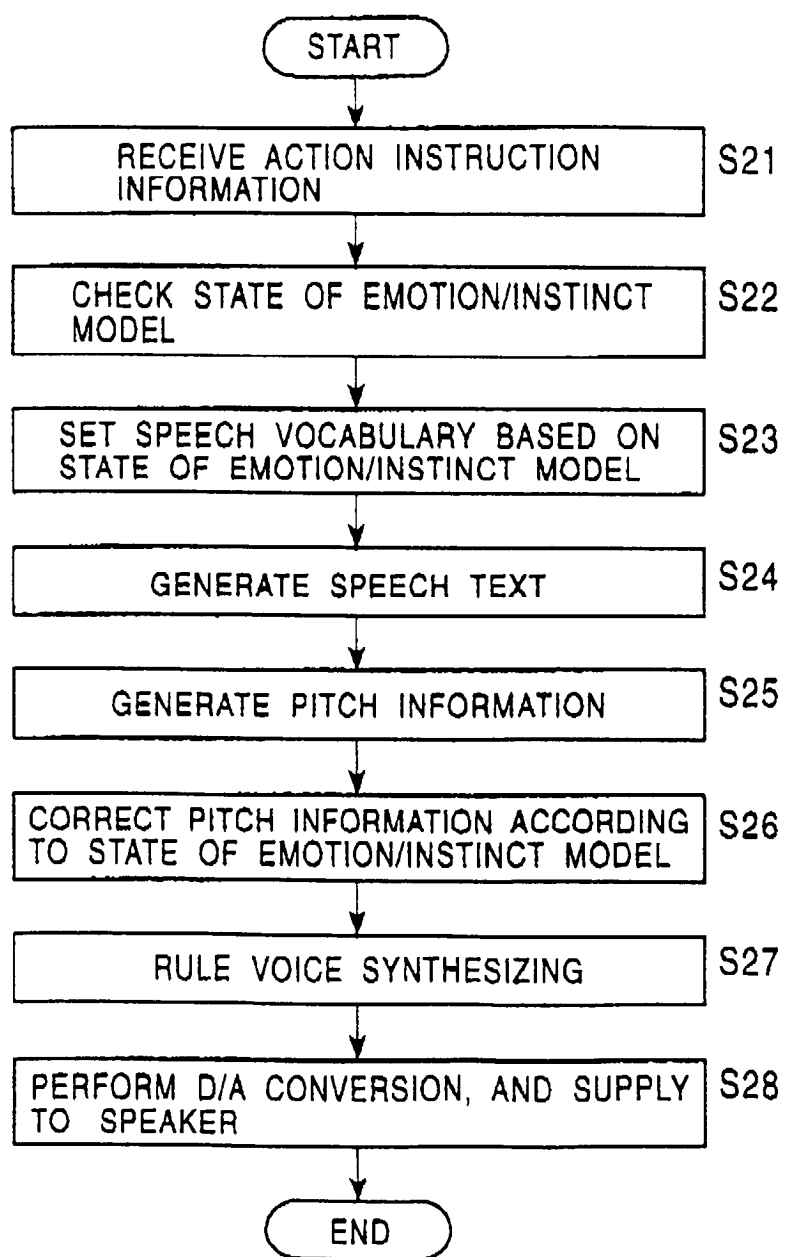 START
RECEIVE ACTION INSTRUCTION
INFORMATION
S21
CHECK STATE OF EMOTION/INSTINCT
MODEL
S22
SET SPEECH VOCABULARY BASED ON
STATE OF EMOTION/INSTINCT MODEL
S23
GENERATE SPEECH TEXT
S24
GENERATE PITCH INFORMATION
S25
CORRECT PITCH INFORMATION ACCORDING
TO STATE OF EMOTION/INSTINCT MODEL
S26
RULE VOICE SYNTHESIZING
S27
PERFORM D/A CONVERSION, AND SUPPLY
TO SPEAKER
S28
END